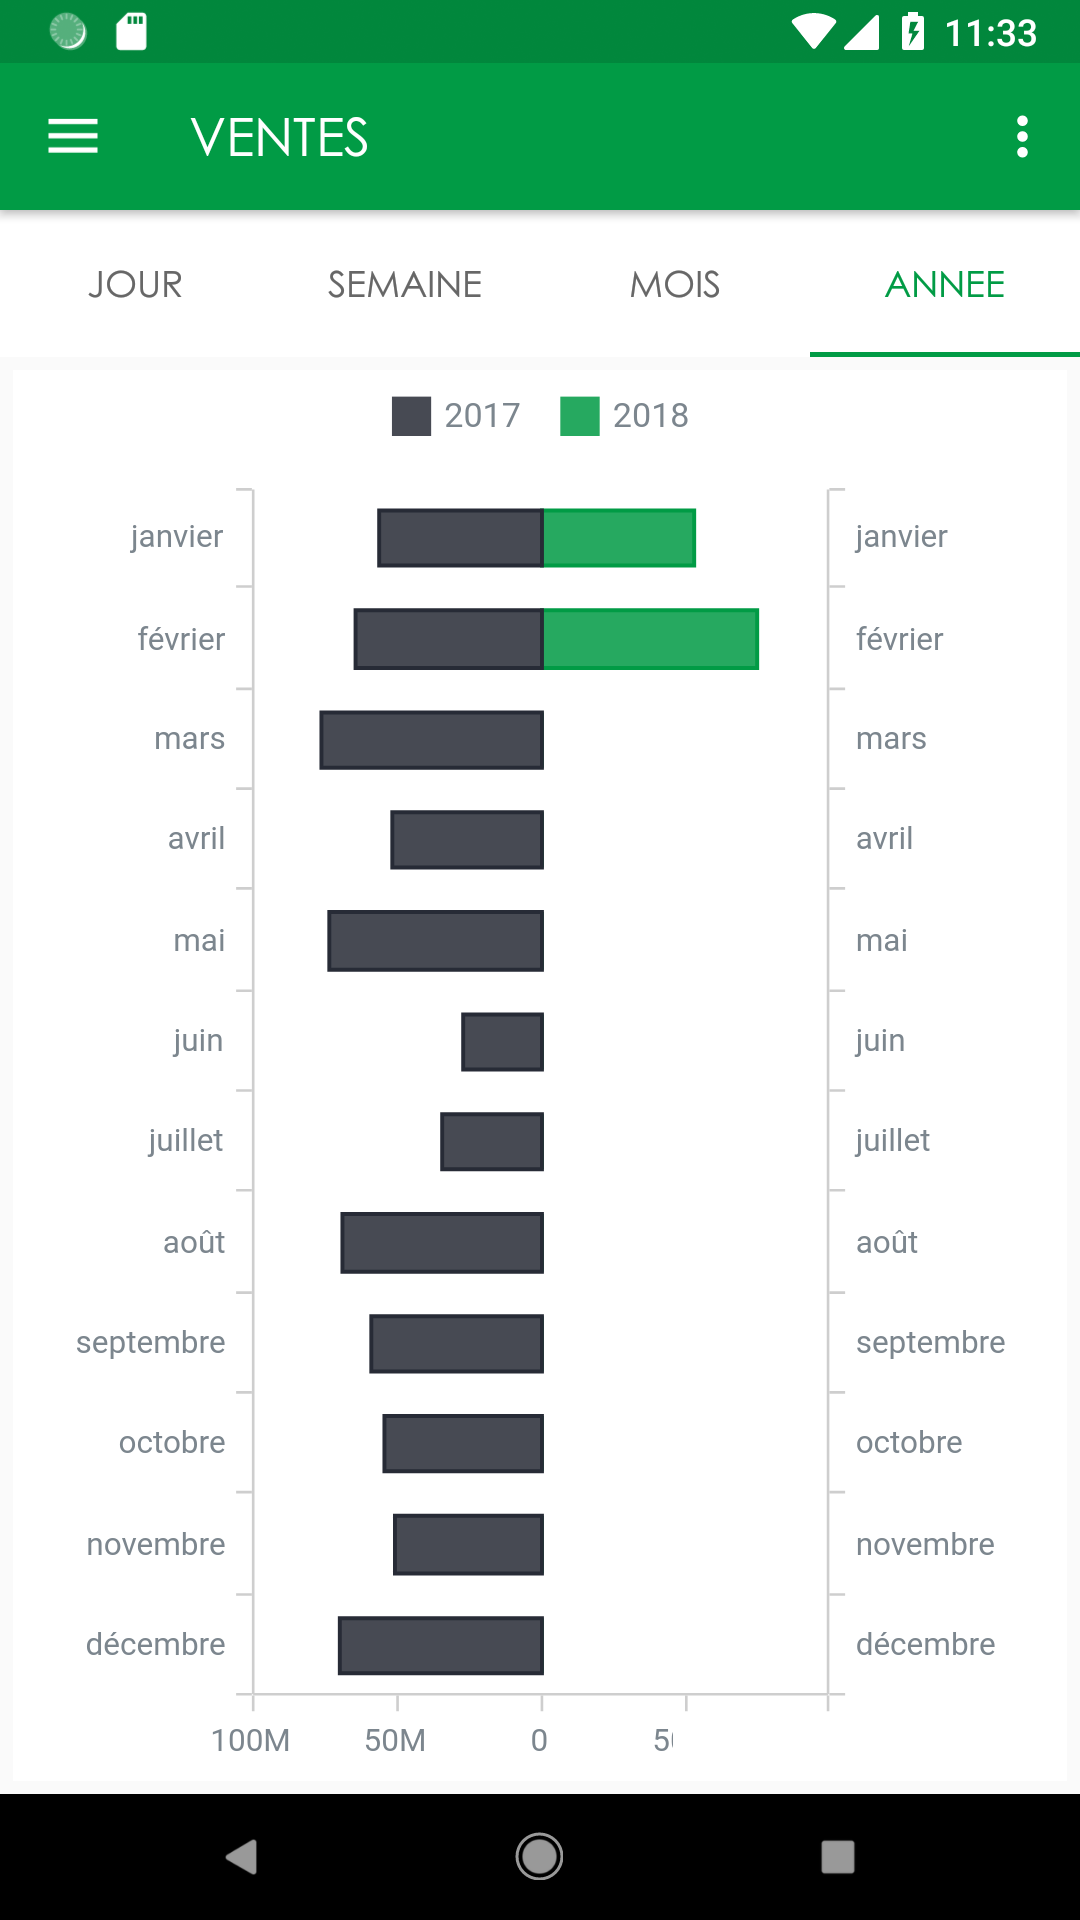 11:33
VENTES
JOUR SEMAINE MOIS ANNEE
2017 2018
janvier janvier
février février
mars mars
avril avril
mai mai
juin juin
juillet juillet
août août
septembre septembre
octobre octobre
novembre novembre
décembre décembre
100M 50M 0